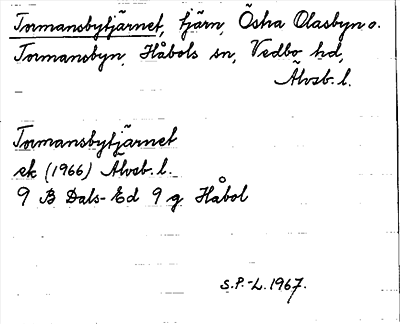 Tormansbytjärnet, tjärn, Östra Olasbyn o.
Tormansbyn, Håbols sn, Vedbo hd,
Älvsb. l.
Tormansbytjärnet
ek (1966) Älvsb. l.
9 B Dals-Ed 9 g Håbol
S.P.-L. 1967.